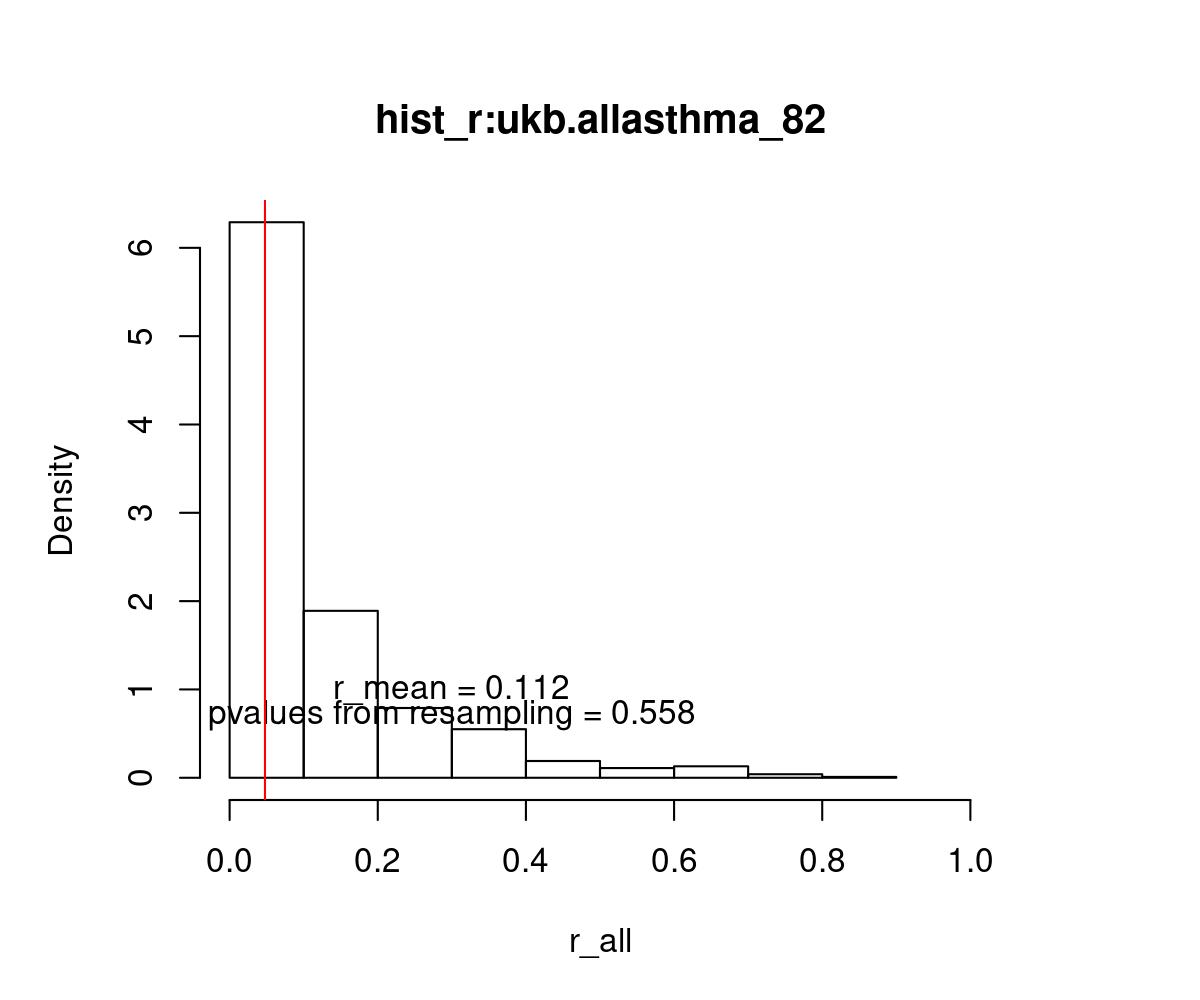 hist_r:ukb.allasthma_82
Density
6
5
4
3
2
1
0
r_mean = 0.112
pvalues from resampling = 0.558
0.0 0.2 0.4 0.6 0.8 1.0
r_all